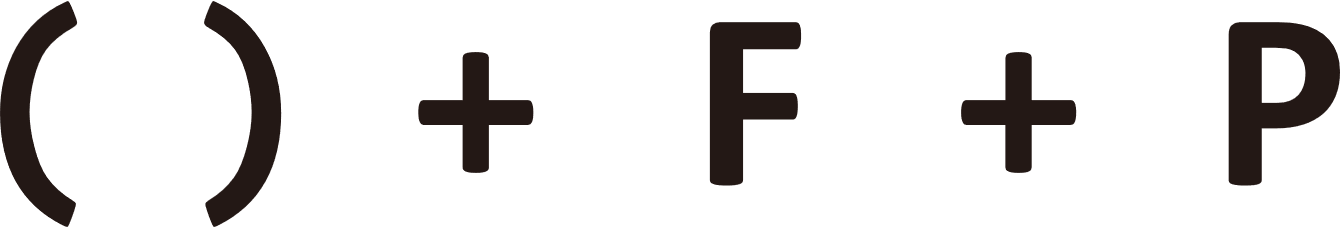 ( ) + F + P